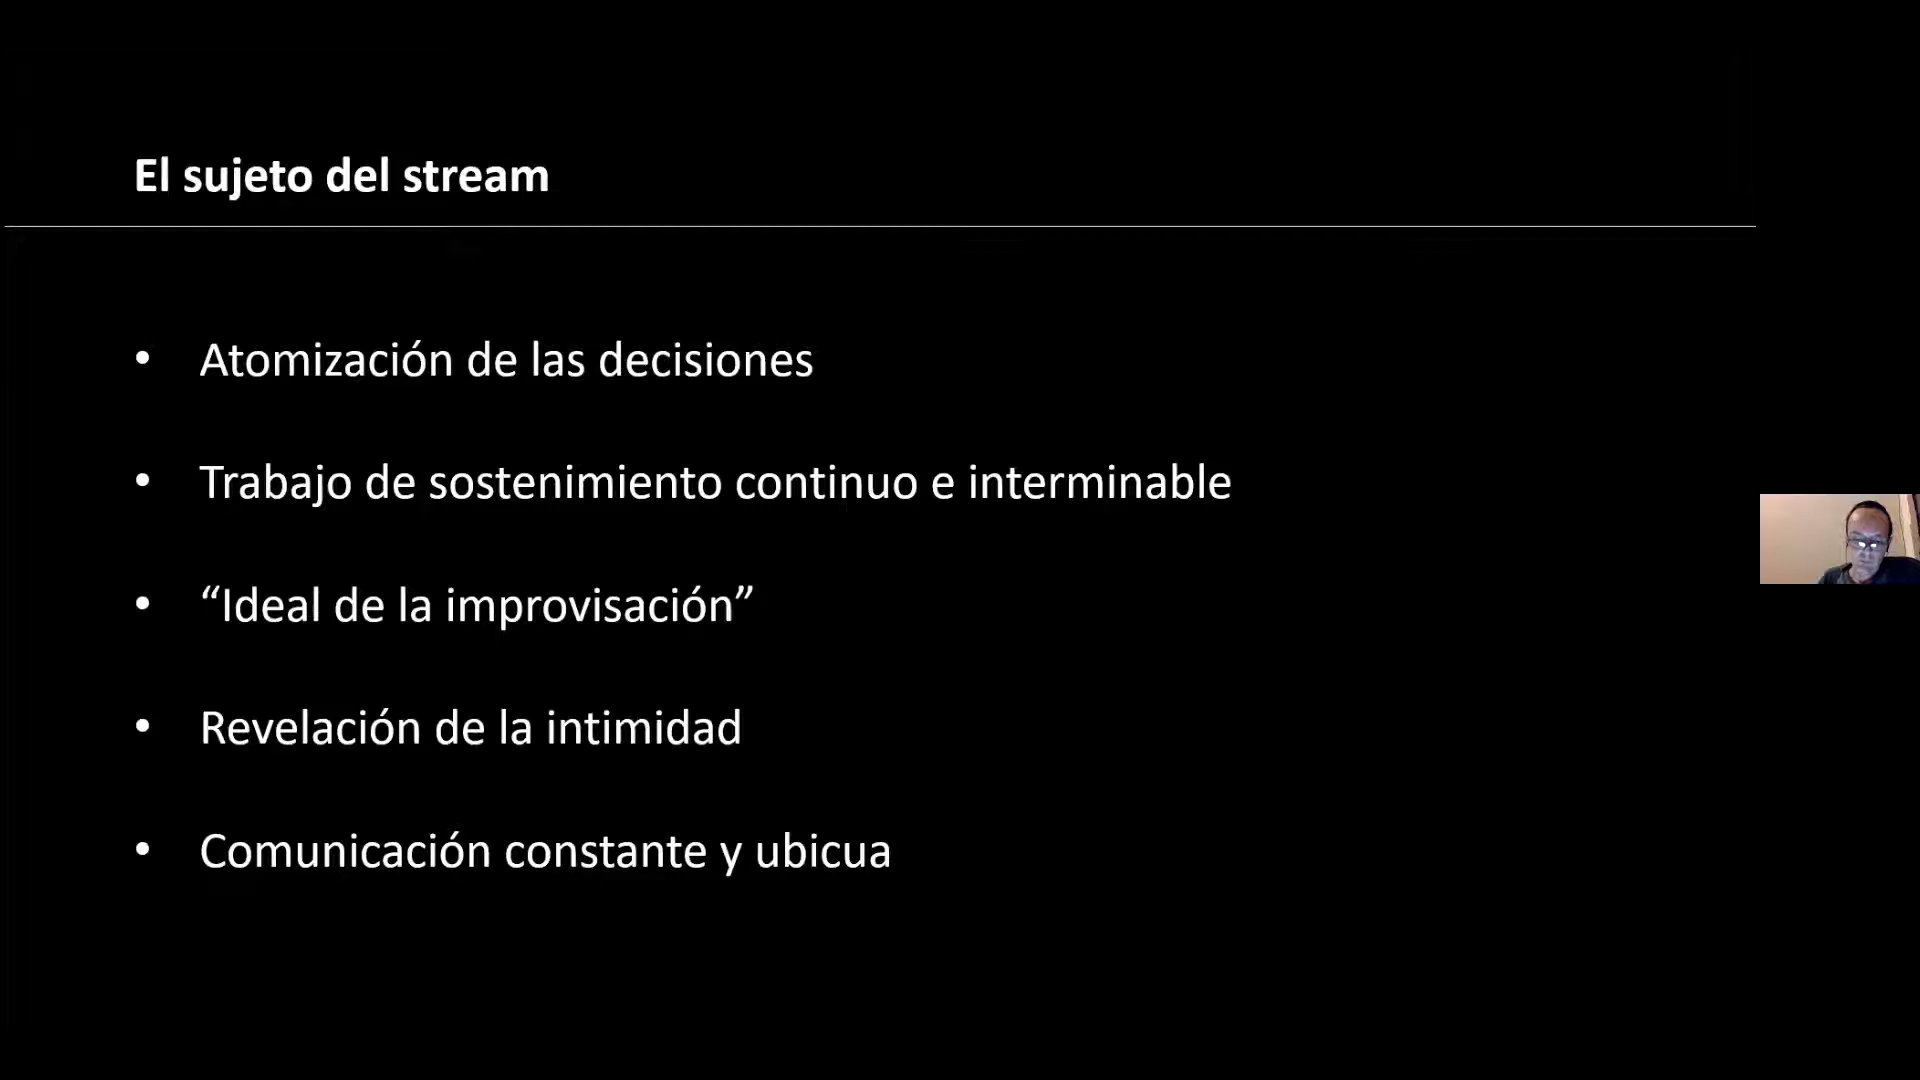 El sujeto del stream
• Atomización de las decisiones
• Trabajo de sostenimiento continuo e interminable
• “Ideal de la improvisación”
• Revelación de la intimidad
• Comunicación constante y ubicua